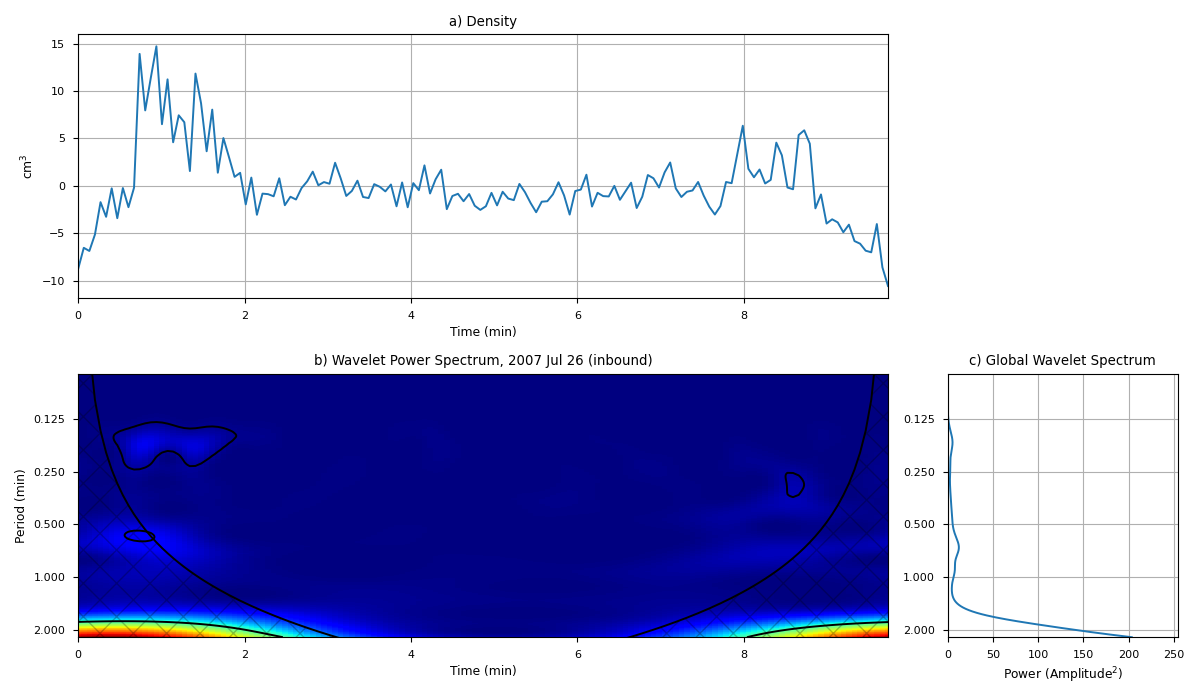 a) Density
15
10
5
0
−5
−10
cm³
0 2 4 6 8
Time (min)
b) Wavelet Power Spectrum, 2007 Jul 26 (inbound)
0.125
0.250
0.500
1.000
2.000
Period (min)
0 2 4 6 8
Time (min)
c) Global Wavelet Spectrum
0.125
0.250
0.500
1.000
2.000
0 50 100 150 200 250
Power (Amplitude²)